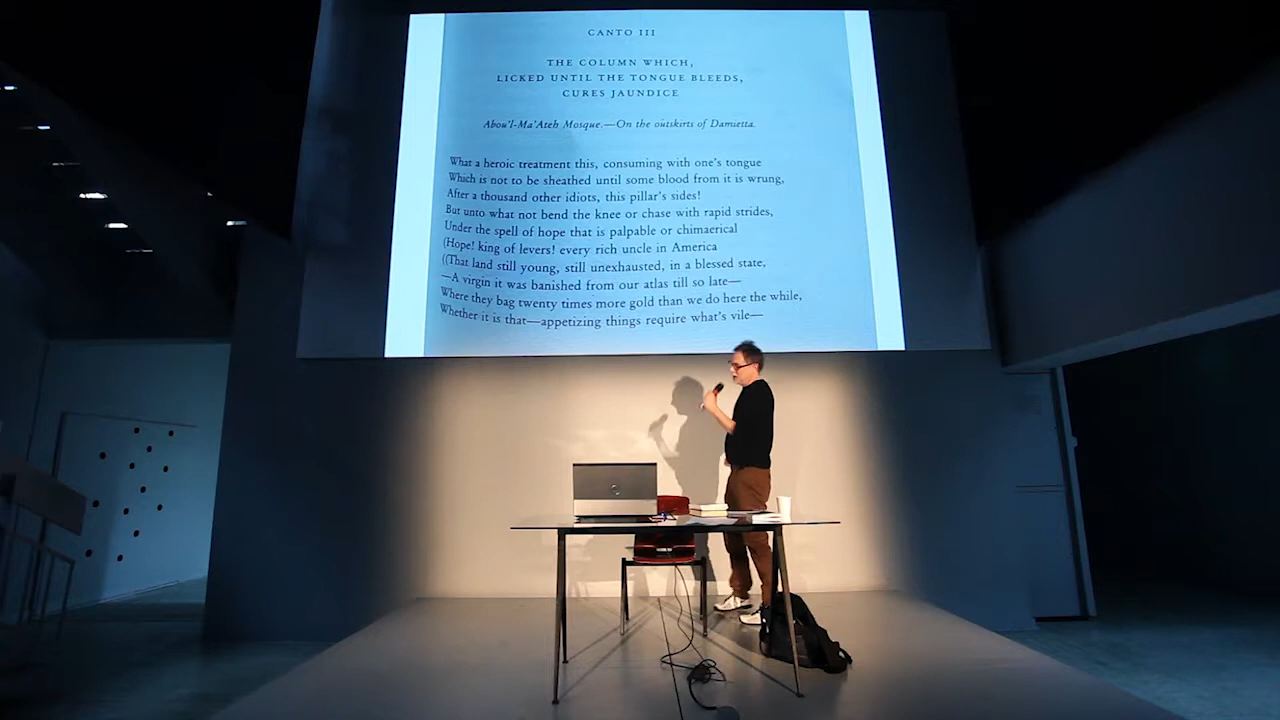 CANTO III
THE COLUMN WHICH,
LICKED UNTIL THE TONGUE BLEEDS,
CURES JAUNDICE
Abou'l-Ma'Ateh Mosque.—On the outskirts of Damietta.
What a heroic treatment this, consuming with one's tongue
Which is not to be sheathed until some blood from it is wrung,
After a thousand other idiots, this pillar's sides!
But unto what not bend the knee or chase with rapid strides,
Under the spell of hope that is palpable or chimaerical
(Hope! king of levers! every rich uncle in America
((That land still young, still unexhausted, in a blessed state,
—A virgin it was banished from our atlas till so late—
Where they bag twenty times more gold than we do here the while,
Whether it is that—appetizing things require what's vile—